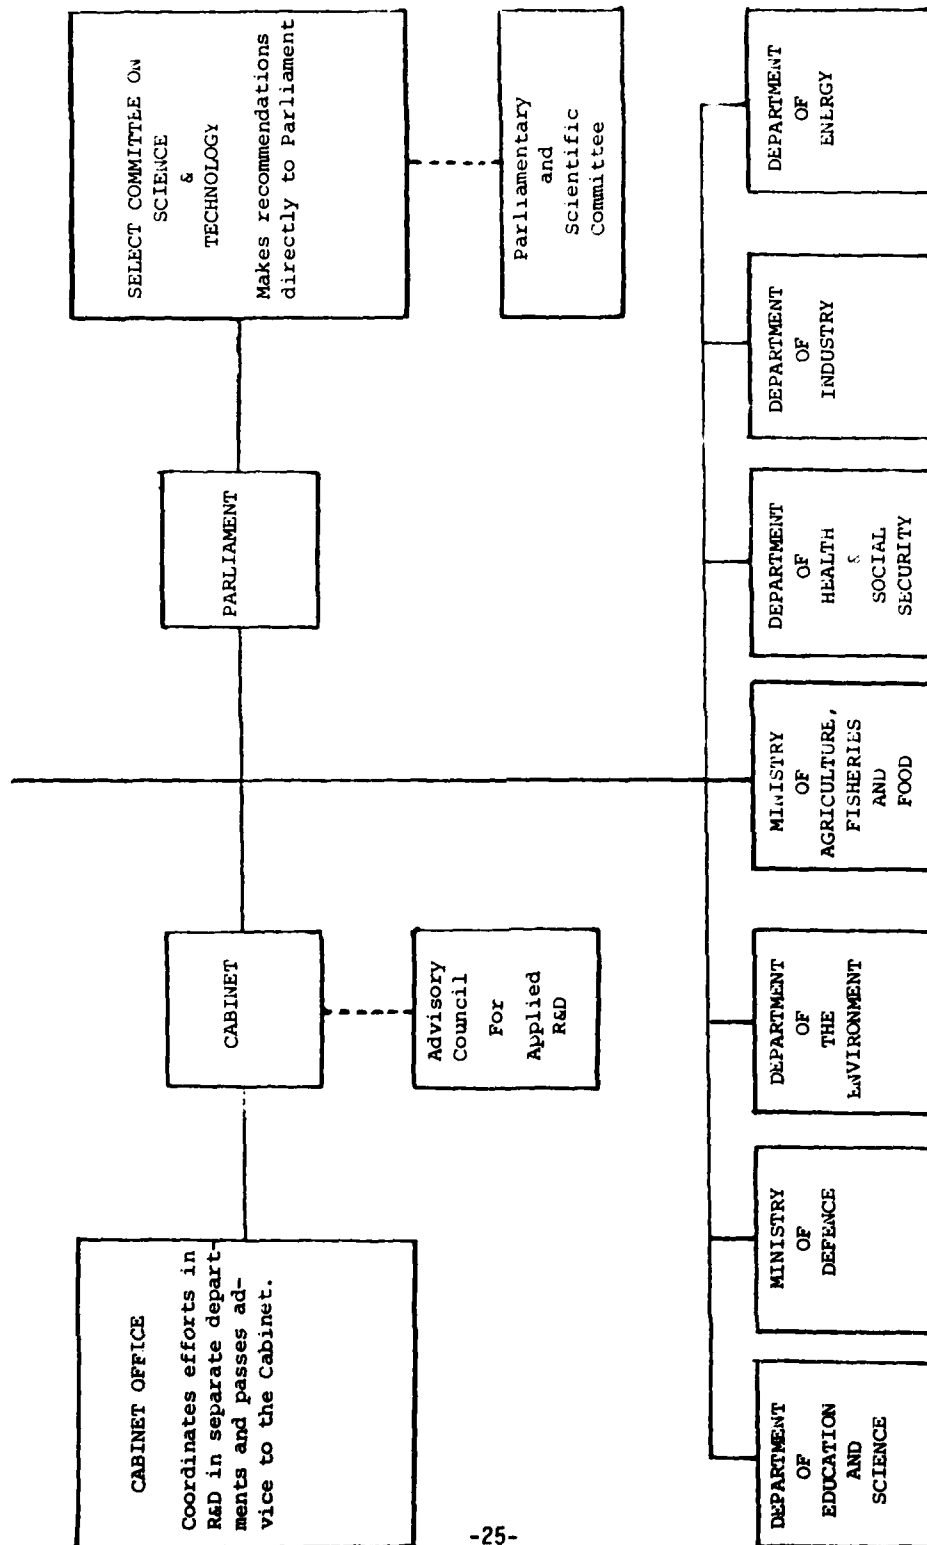 CABINET OFFICE
Coordinates efforts in
R&D in separate depart-
ments and passes ad-
vice to the Cabinet.
CABINET
Advisory
Council
For
Applied
R&D
PARLIAMENT
SELECT COMMITTEE ON
SCIENCE
&
TECHNOLOGY
Makes recommendations
directly to Parliament
Parliamentary
and
Scientific
Committee
DEPARTMENT
OF
EDUCATION
AND
SCIENCE
MINISTRY
OF
DEFENCE
DEPARTMENT
OF
THE
ENVIRONMENT
MINISTRY
OF
AGRICULTURE,
FISHERIES
AND
FOOD
DEPARTMENT
OF
HEALTH
&
SOCIAL
SECURITY
DEPARTMENT
OF
INDUSTRY
DEPARTMENT
OF
ENERGY
-25-